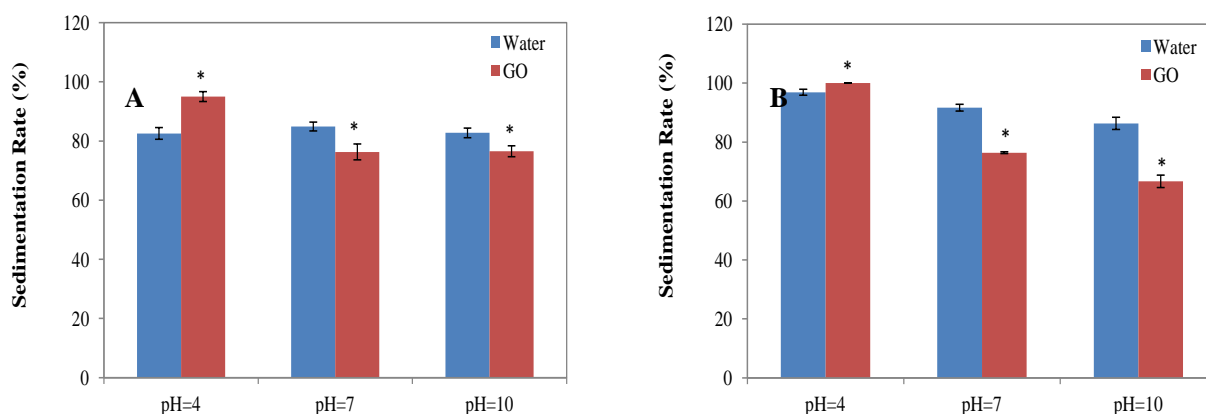 Sedimentation Rate (%)
120
100
80
60
40
20
0
A
Water
GO
*
*
*
pH=4
pH=7
pH=10
Sedimentation Rate (%)
120
100
80
60
40
20
0
B
Water
GO
*
*
*
pH=4
pH=7
pH=10